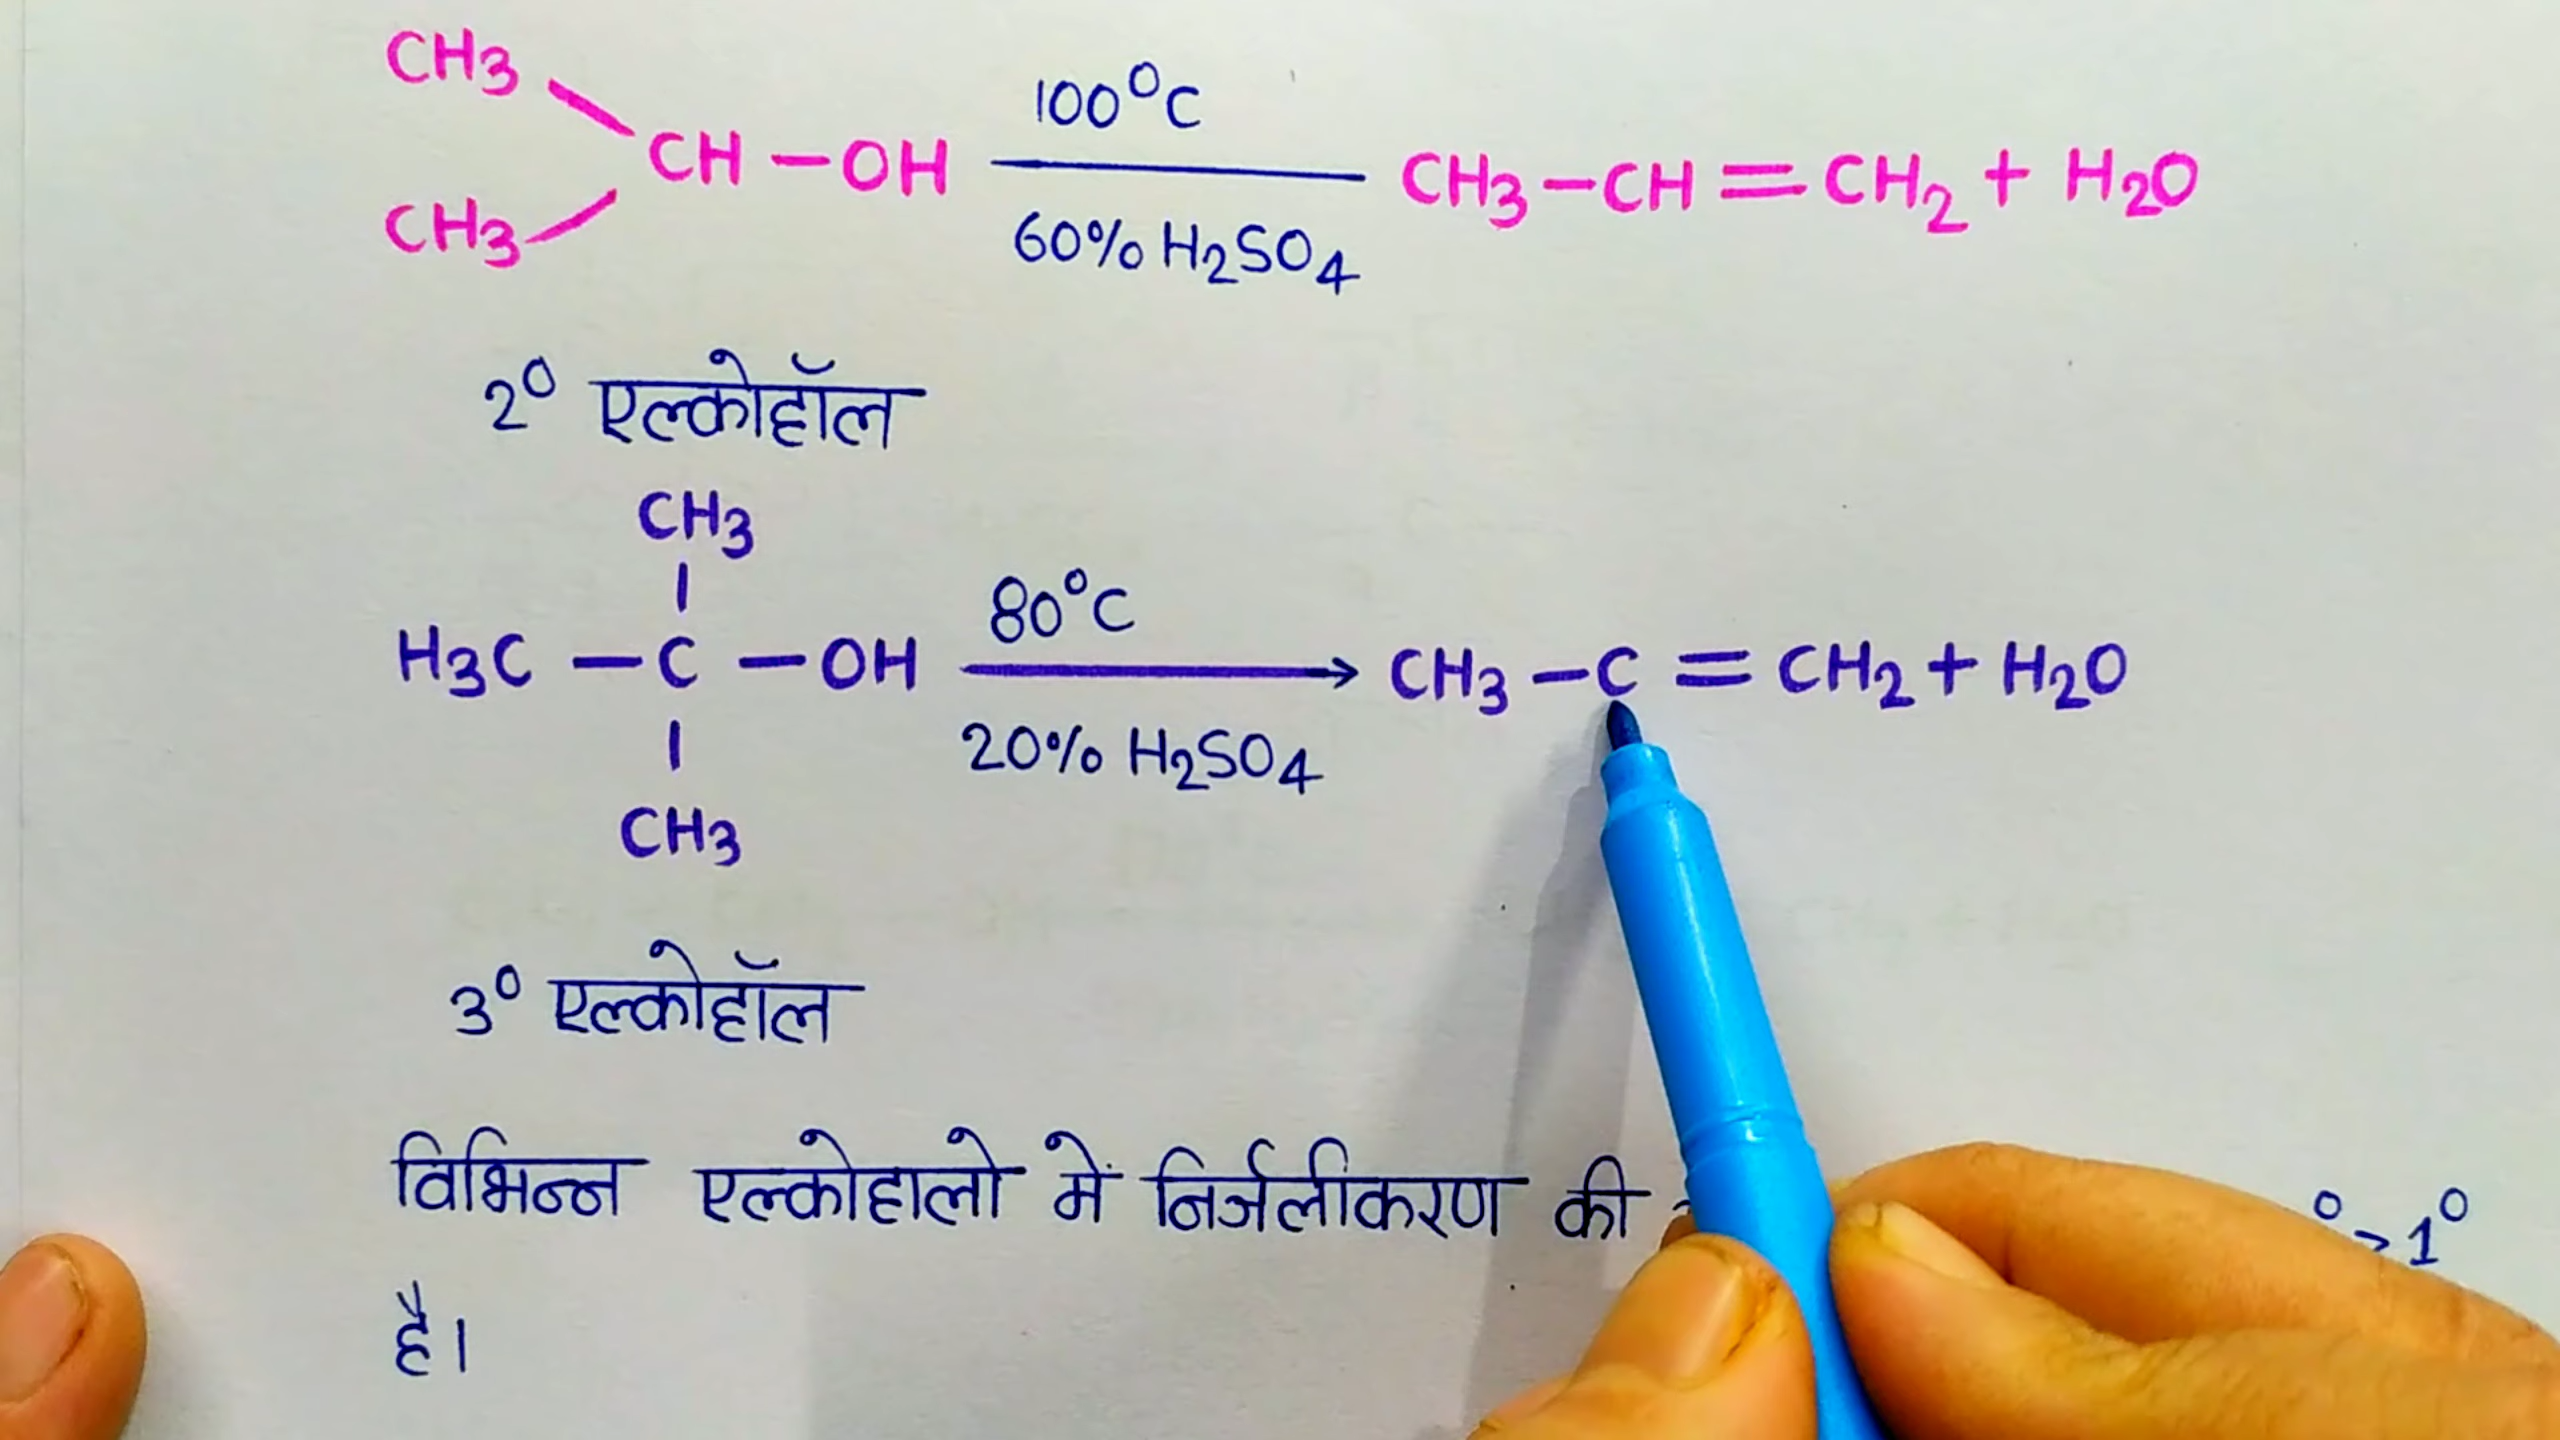 CH3
100°C
CH-OH CH3-CH=CH2+ H2O
CH3
60% H2SO4
2° एल्कोहॉल
CH3
80°C
H3C-C-OH → CH3-C=CH2+H2O
20% H2SO4
CH3
3° एल्कोहॉल
विभिन्न एल्कोहालो में निर्जलीकरण की ° > 1°
है।